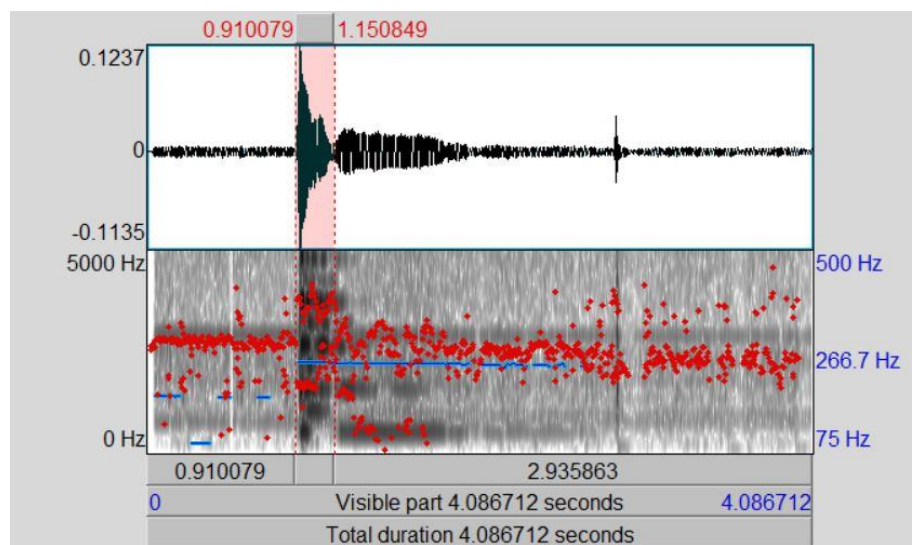 0.910079 1.150849
0.1237
0
-0.1135
5000 Hz 500 Hz
266.7 Hz
0 Hz 75 Hz
0.910079 2.935863
0 Visible part 4.086712 seconds 4.086712
Total duration 4.086712 seconds